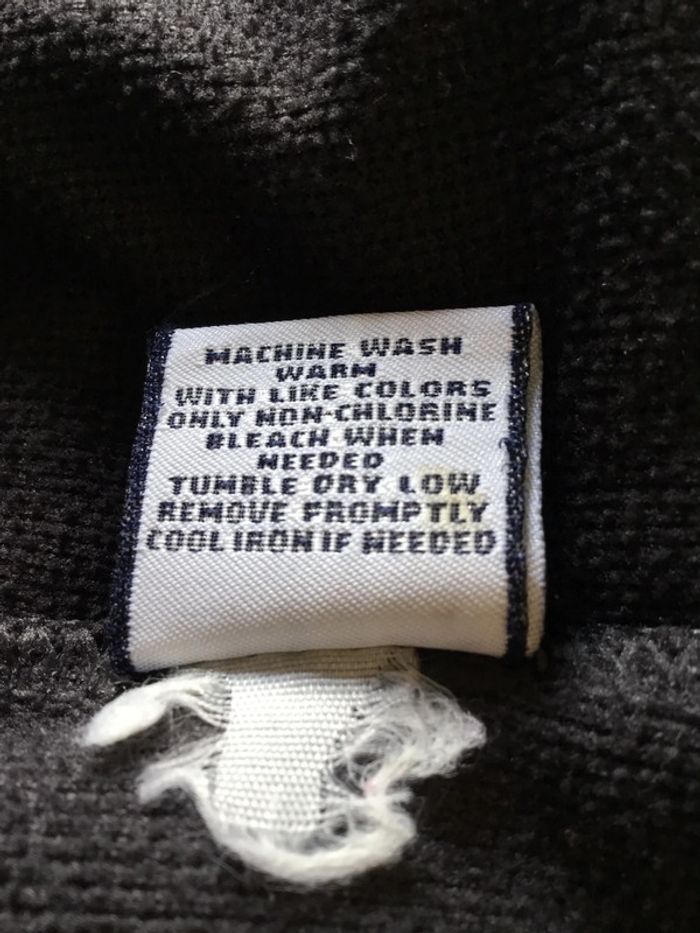 MACHINE WASH
WARM
WITH LIKE COLORS
ONLY NON-CHLORINE
BLEACH WHEN
NEEDED
TUMBLE DRY LOW
REMOVE PROMPTLY
COOL IRON IF NEEDED